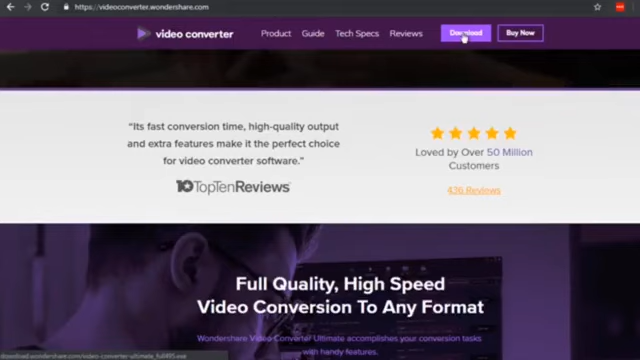 https://videoconverter.wondershare.com
video converter Product Guide Tech Specs Reviews Download Buy Now
“Its fast conversion time, high-quality output
and extra features make it the perfect choice
for video converter software.”
10TopTenReviews
Loved by Over 50 Million
Customers
436 Reviews
Full Quality, High Speed
Video Conversion To Any Format
Wondershare Video Converter Ultimate accomplishes your conversion tasks
with handy features.
download.wondershare.com/video-converter-ultimate_full495.exe